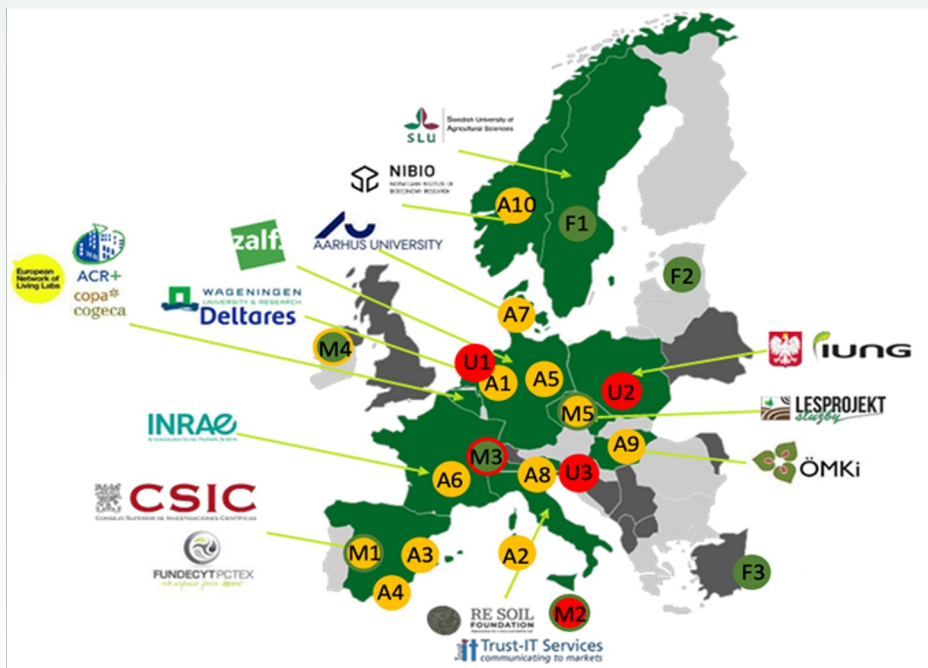 SLU
Swedish University of
Agricultural Sciences
NIBIO
NORWEGIAN INSTITUTE OF
BIOECONOMY RESEARCH
A10
F1
zalf.
AARHUS UNIVERSITY
European
Network of
Living Labs
ACR+
copa*
cogeca
WAGENINGEN
UNIVERSITY & RESEARCH
Deltares
F2
A7
M4
U1
A1
A5
U2
IUNG
M5
LESPROJEKT
služby
INRAE
M3
A6
A8
U3
A9
ÖMKi
CSIC
CONSEJO SUPERIOR DE INVESTIGACIONES CIENTÍFICAS
FUNDECYTPCTEX
M1
A3
A4
A2
F3
RE SOIL
FOUNDATION
M2
Trust-IT Services
communicating to markets